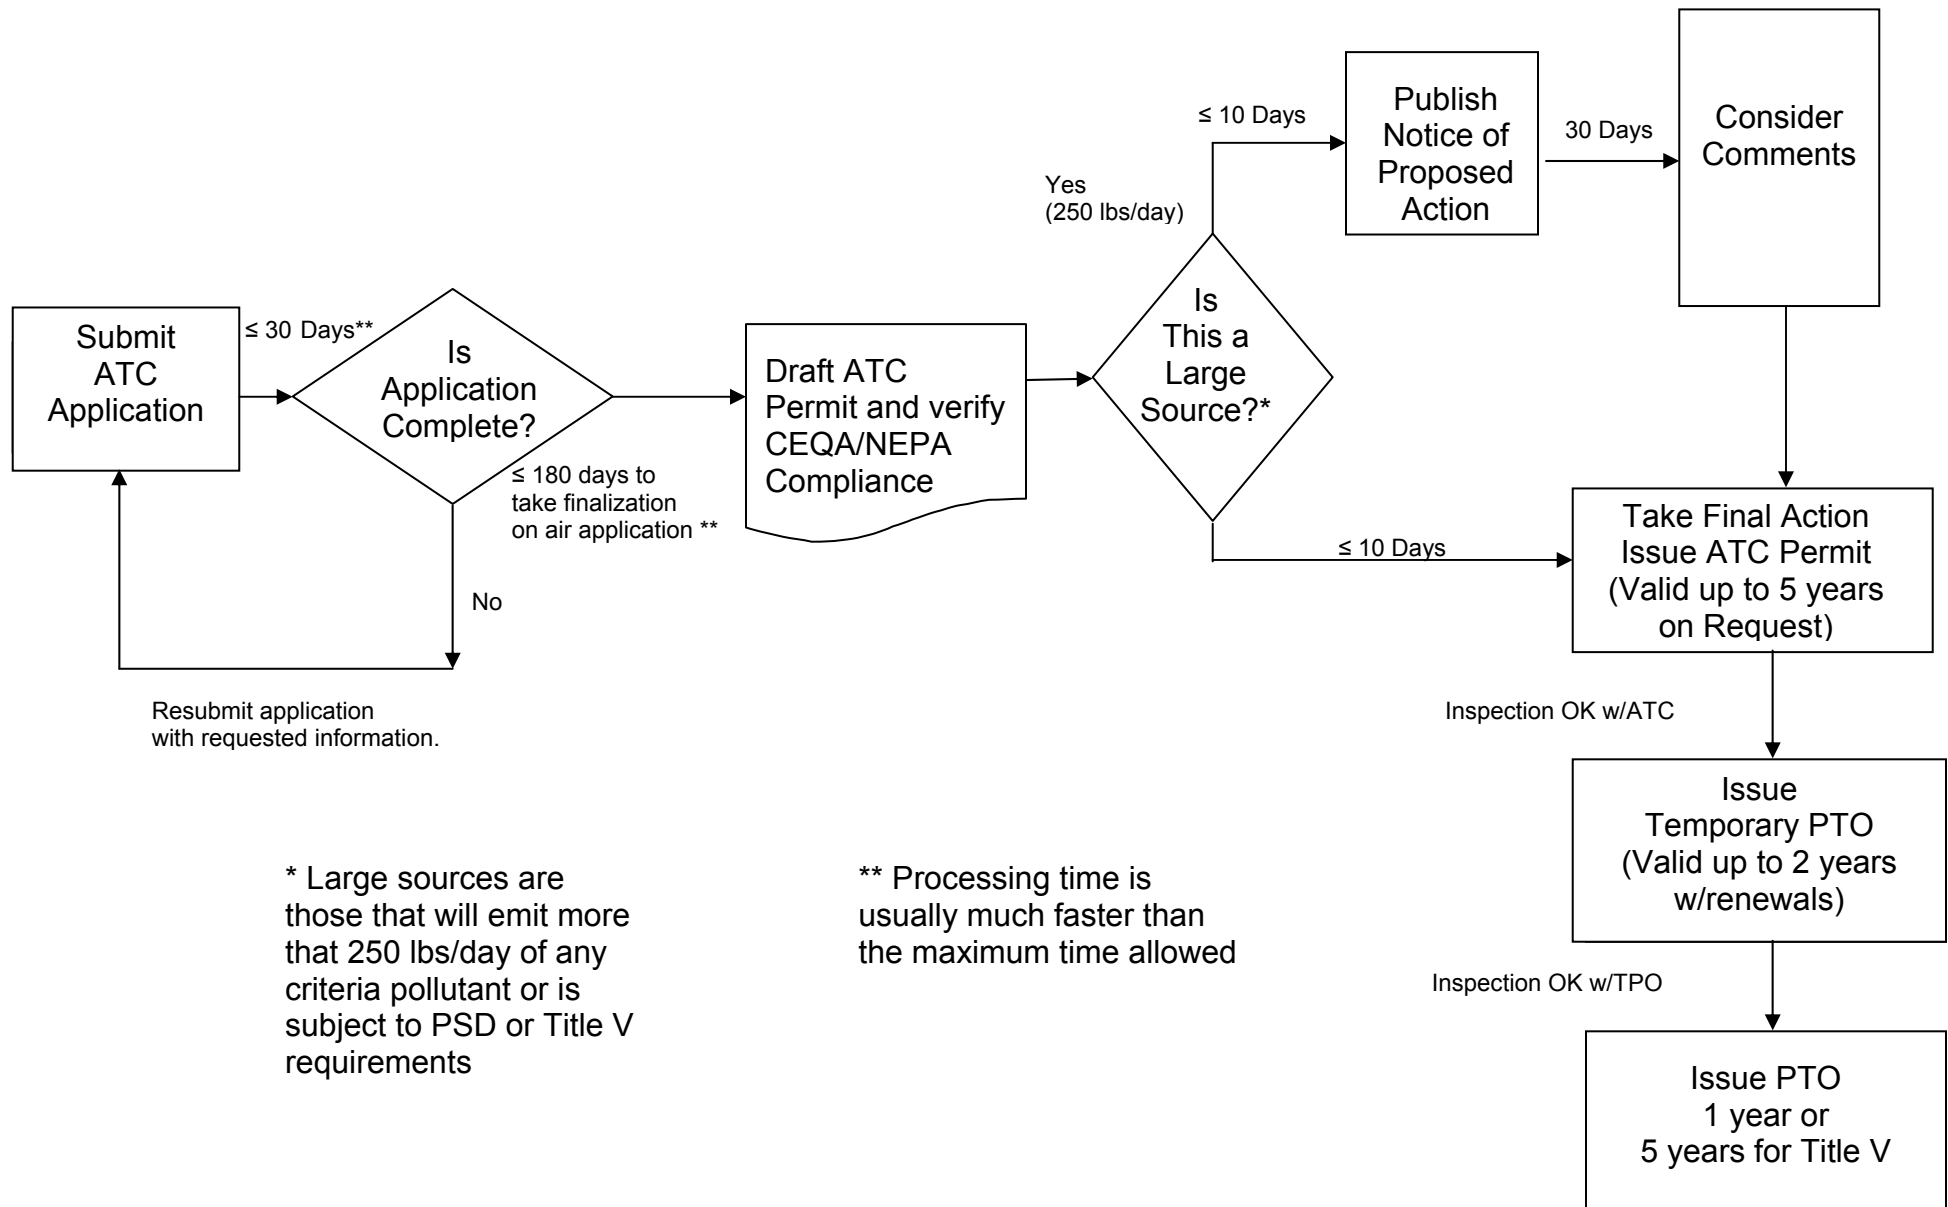 Submit
ATC
Application
≤ 30 Days**
Is
Application
Complete?
≤ 180 days to
take finalization
on air application **
No
Resubmit application
with requested information.
Draft ATC
Permit and verify
CEQA/NEPA
Compliance
Is
This a
Large
Source?*
Yes
(250 lbs/day)
≤ 10 Days
Publish
Notice of
Proposed
Action
30 Days
Consider
Comments
≤ 10 Days
Take Final Action
Issue ATC Permit
(Valid up to 5 years
on Request)
Inspection OK w/ATC
Issue
Temporary PTO
(Valid up to 2 years
w/renewals)
Inspection OK w/TPO
Issue PTO
1 year or
5 years for Title V
* Large sources are
those that will emit more
that 250 lbs/day of any
criteria pollutant or is
subject to PSD or Title V
requirements
** Processing time is
usually much faster than
the maximum time allowed